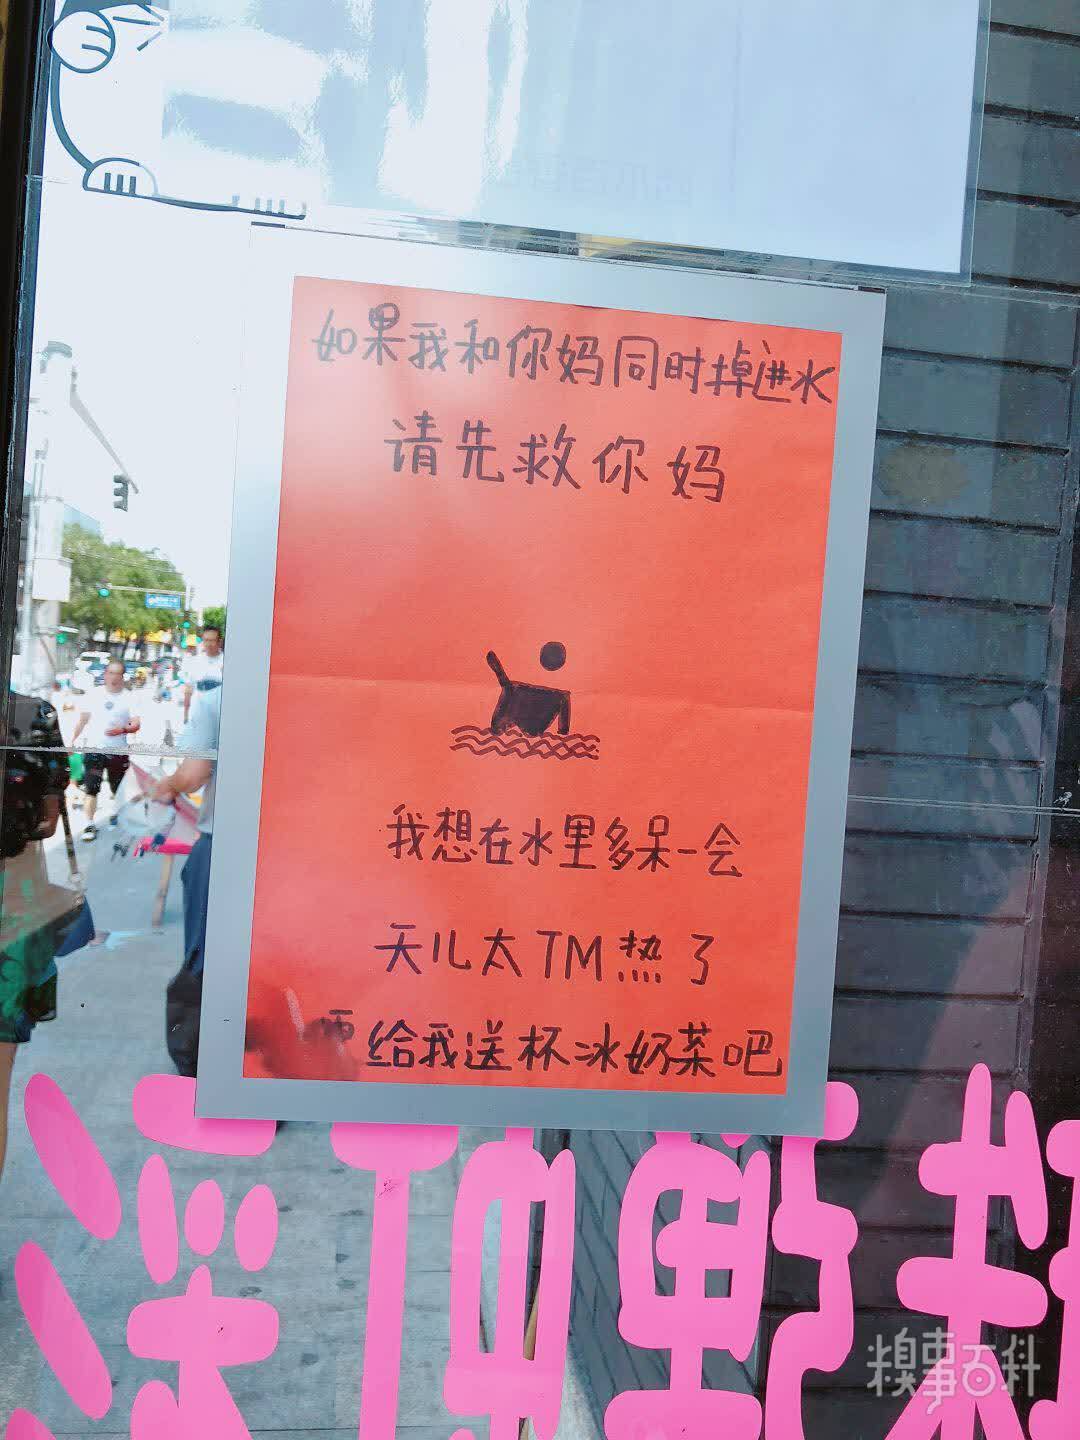 如果我和你妈同时掉进水
请先救你妈
我想在水里多呆一会
天儿太TM热了
要给我送杯冰奶茶吧
糗事百科